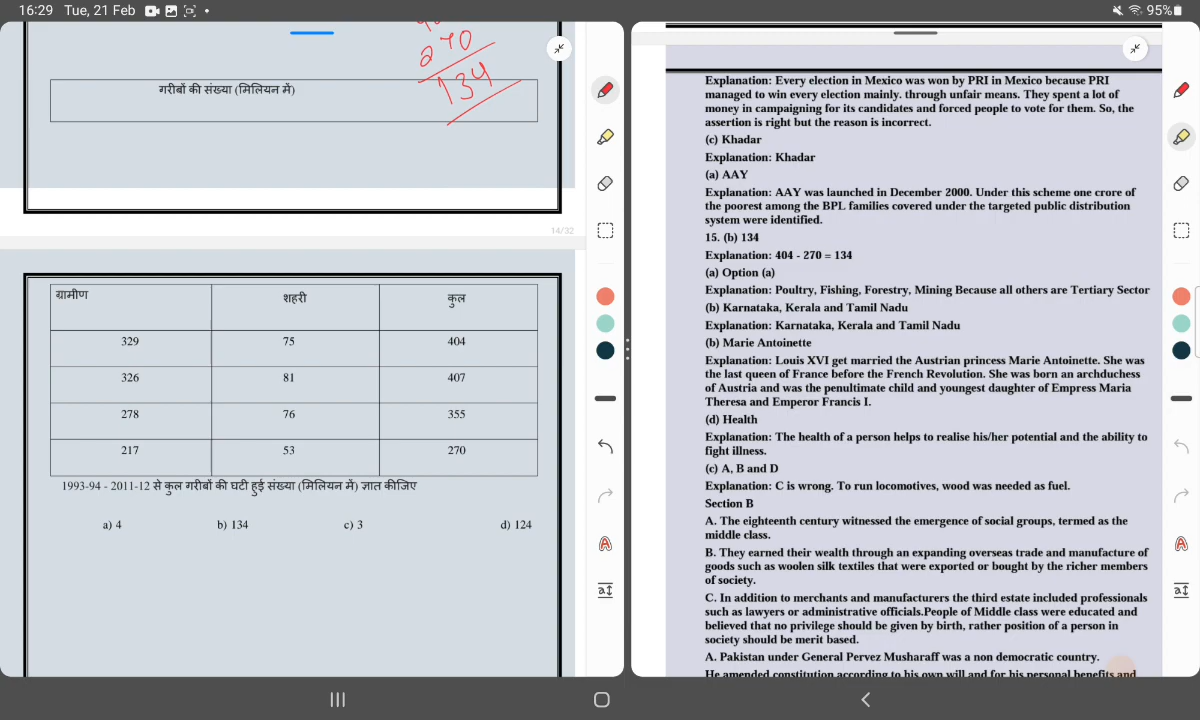 16:29 Tue, 21 Feb
95%
270
134
गरीबों की संख्या (मिलियन में)
14/32
ग्रामीण शहरी कुल
329 75 404
326 81 407
278 76 355
217 53 270
1993-94 - 2011-12 से कुल गरीबों की घटी हुई संख्या (मिलियन में) ज्ञात कीजिए
a) 4 b) 134 c) 3 d) 124
Explanation: Every election in Mexico was won by PRI in Mexico because PRI
managed to win every election mainly. through unfair means. They spent a lot of
money in campaigning for its candidates and forced people to vote for them. So, the
assertion is right but the reason is incorrect.
(c) Khadar
Explanation: Khadar
(a) AAY
Explanation: AAY was launched in December 2000. Under this scheme one crore of
the poorest among the BPL families covered under the targeted public distribution
system were identified.
15. (b) 134
Explanation: 404 - 270 = 134
(a) Option (a)
Explanation: Poultry, Fishing, Forestry, Mining Because all others are Tertiary Sector
(b) Karnataka, Kerala and Tamil Nadu
Explanation: Karnataka, Kerala and Tamil Nadu
(b) Marie Antoinette
Explanation: Louis XVI get married the Austrian princess Marie Antoinette. She was
the last queen of France before the French Revolution. She was born an archduchess
of Austria and was the penultimate child and youngest daughter of Empress Maria
Theresa and Emperor Francis I.
(d) Health
Explanation: The health of a person helps to realise his/her potential and the ability to
fight illness.
(c) A, B and D
Explanation: C is wrong. To run locomotives, wood was needed as fuel.
Section B
A. The eighteenth century witnessed the emergence of social groups, termed as the
middle class.
B. They earned their wealth through an expanding overseas trade and manufacture of
goods such as woolen silk textiles that were exported or bought by the richer members
of society.
C. In addition to merchants and manufacturers the third estate included professionals
such as lawyers or administrative officials.People of Middle class were educated and
believed that no privilege should be given by birth, rather position of a person in
society should be merit based.
A. Pakistan under General Pervez Musharaff was a non democratic country.
He amended constitution according to his own will and for his personal benefits and